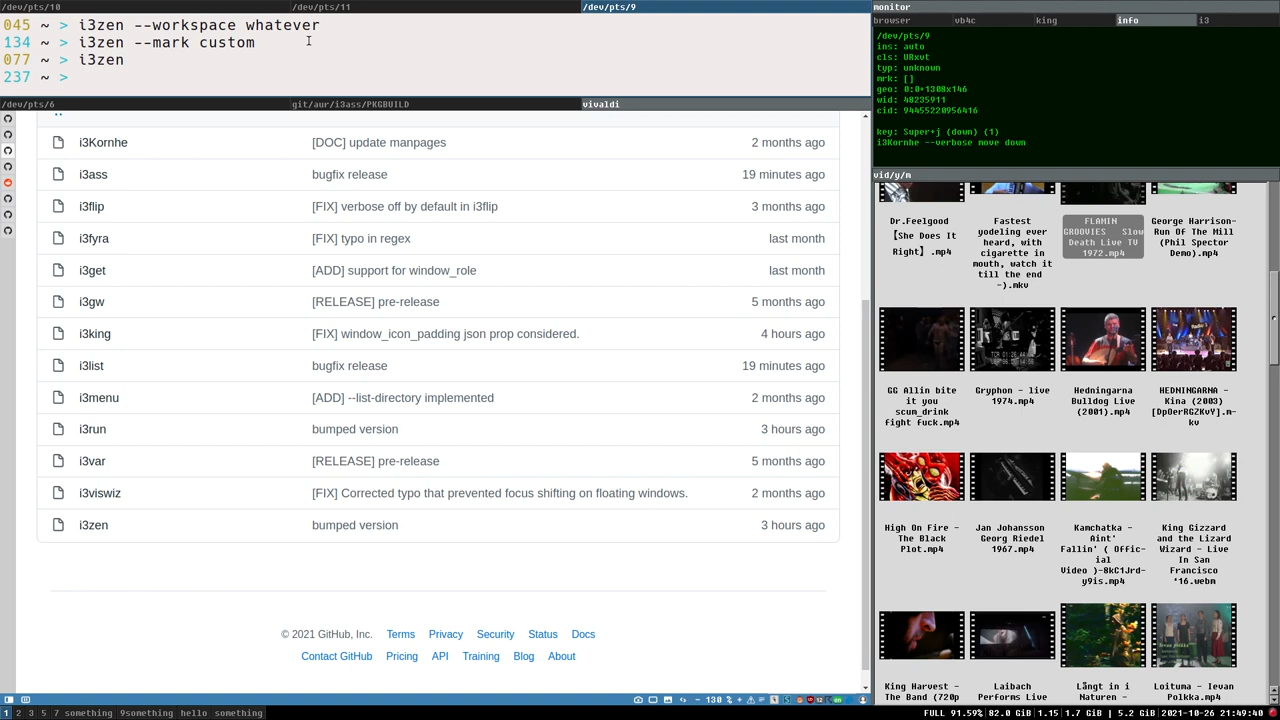 /dev/pts/10 /dev/pts/11 /dev/pts/9
045 ~ > i3zen --workspace whatever
134 ~ > i3zen --mark custom
077 ~ > i3zen
237 ~ >
/dev/pts/6 git/aur/i3ass/PKGBUILD vivaldi
..
i3Kornhe [DOC] update manpages 2 months ago
i3ass bugfix release 19 minutes ago
i3flip [FIX] verbose off by default in i3flip 3 months ago
i3fyra [FIX] typo in regex last month
i3get [ADD] support for window_role last month
i3gw [RELEASE] pre-release 5 months ago
i3king [FIX] window_icon_padding json prop considered. 4 hours ago
i3list bugfix release 19 minutes ago
i3menu [ADD] --list-directory implemented 2 months ago
i3run bumped version 3 hours ago
i3var [RELEASE] pre-release 5 months ago
i3viswiz [FIX] Corrected typo that prevented focus shifting on floating windows. 2 months ago
i3zen bumped version 3 hours ago
© 2021 GitHub, Inc. Terms Privacy Security Status Docs
Contact GitHub Pricing API Training Blog About
130 %
monitor
browser vb4c king info i3
/dev/pts/9
ins: auto
cls: URxvt
typ: unknown
mrk: []
geo: 0:0+1308x146
wid: 48235911
cid: 94455220956416
key: Super+j (down) (1)
i3Kornhe --verbose move down
vid/y/m
Dr.Feelgood
【She Does It
Right】.mp4
Fastest
yodeling ever
heard, with
cigarette in
mouth, watch it
till the end
-).mkv
FLAMIN
GROOVIES Slow
Death Live TV
1972.mp4
George Harrison-
Run Of The Mill
(Phil Spector
Demo).mp4
GG Allin bite
it you
scum_drink
fight fuck.mp4
Gryphon - live
1974.mp4
Hedningarna
Bulldog Live
(2001).mp4
HEDNINGARNA -
Kina (2003)
[DpOerRGZKvY].m-
kv
High On Fire -
The Black
Plot.mp4
Jan Johansson
Georg Riedel
1967.mp4
Kamchatka -
Aint'
Fallin' ( Offic-
ial
Video )-8kC1Jrd-
y9is.mp4
King Gizzard
and the Lizard
Wizard - Live
In San
Francisco
'16.webm
King Harvest -
The Band (720p
Laibach
Performs Live
Långt in i
Naturen -
Loituma - Ievan
Polkka.mp4
1 2 3 5 7 something 9something hello something
FULL 91.59% 82.0 GiB 1.15 1.7 GiB | 5.2 GiB 2021-10-26 21:49:40